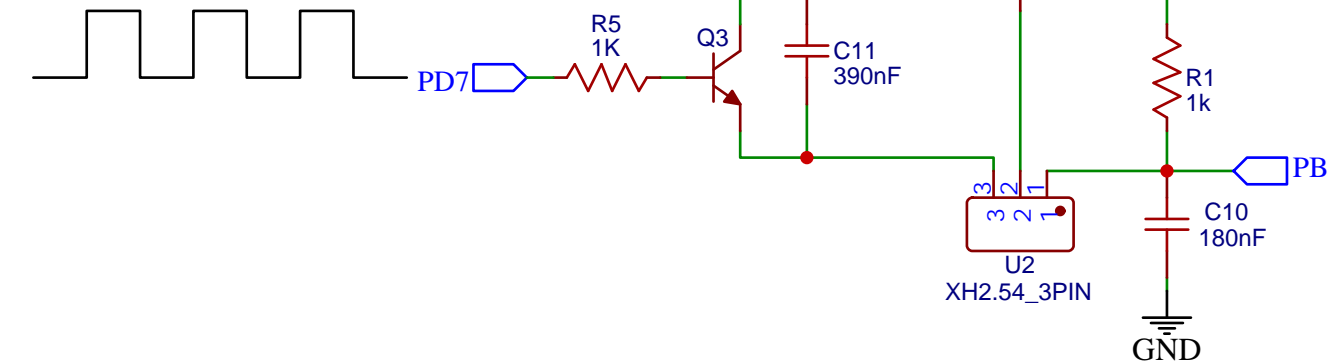 R5
1K
Q3
C11
390nF
PD7
R1
1k
PB
3
2
1
3
2
1
C10
180nF
U2
XH2.54_3PIN
GND